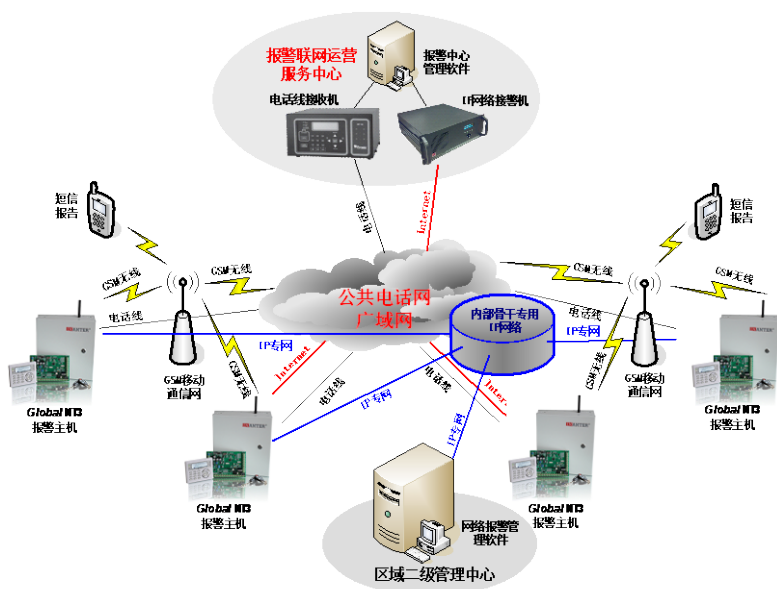 报警联网运营
服务中心
报警中心
管理软件
电话线接收机
IP网络接警机
短信
报告
短信
报告
电话线
Internet
GSM无线
GSM无线
GSM无线
GSM无线
公共电话网
广域网
内部骨干专用
IP网络
电话线
电话线
IP专网
IP专网
GSM移动
通信网
GSM移动
通信网
GSM无线
GSM无线
Internet
电话线
IP专网
电话线
Inter.
IP专网
Global MT3
报警主机
Global MT3
报警主机
Global MT3
报警主机
Global MT3
报警主机
网络报警管
理软件
区域二级管理中心